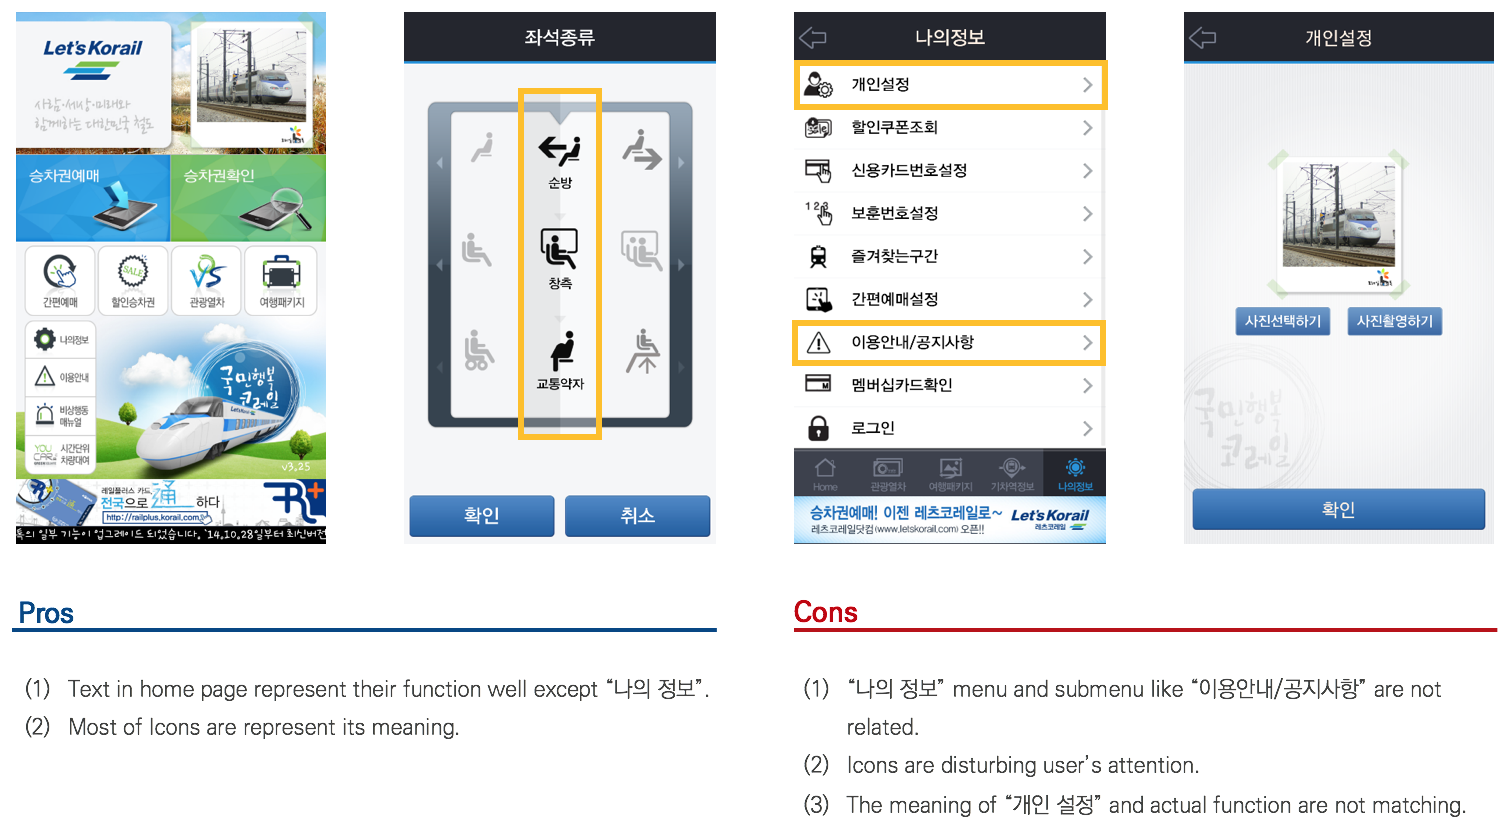 Let's Korail
사람·세상·미래와
함께하는 대한민국 철도
승차권예매
승차권확인
간편예매
SALE
할인승차권
VS
관광열차
여행패키지
나의정보
이용안내
비상행동
매뉴얼
YOU
CAR
시간단위
차량대여
국민행복
코레일
Let's Korail
v3.25
레일플러스 카드,
전국으로 通 하다
http://railplus.korail.com
R+
톡의 일부 기능이 업그레이드 되었습니다. '14.10.28일부터 최신버전
좌석종류
순방
창측
교통약자
확인
취소
나의정보
개인설정
할인쿠폰조회
신용카드번호설정
1 2 3
보훈번호설정
즐겨찾는구간
간편예매설정
이용안내/공지사항
멤버십카드확인
로그인
Home
관광열차
여행패키지
기차역정보
나의정보
승차권예매! 이젠 레츠코레일로~
레츠코레일닷컴(www.letskorail.com) 오픈!!
Let's Korail
레츠코레일
개인설정
사진선택하기
사진촬영하기
국민행복
코레일
확인
Pros
(1) Text in home page represent their function well except “나의 정보”.
(2) Most of Icons are represent its meaning.
Cons
(1) “나의 정보” menu and submenu like “이용안내/공지사항” are not
related.
(2) Icons are disturbing user's attention.
(3) The meaning of “개인 설정” and actual function are not matching.